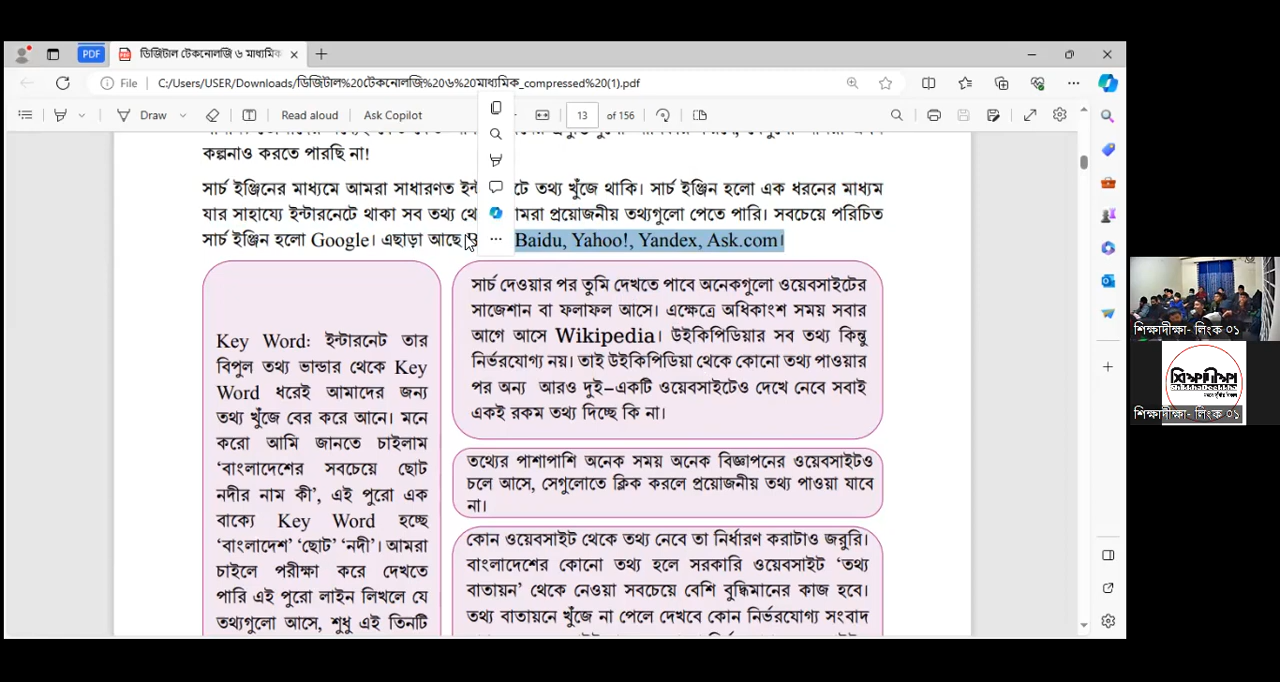 PDF
ডিজিটাল টেকনোলজি ৬ মাধ্যমিক
File
C:/Users/USER/Downloads/ডিজিটাল%20টেকনোলজি%20৬%20মাধ্যমিক_compressed%20(1).pdf
Draw
Read aloud
Ask Copilot
13
of 156
কল্পনাও করতে পারছি না!
সার্চ ইঞ্জিনের মাধ্যমে আমরা সাধারণত টে তথ্য খুঁজে থাকি। সার্চ ইঞ্জিন হলো এক ধরনের মাধ্যম
যার সাহায্যে ইন্টারনেটে থাকা সব তথ্য প্রয়োজনীয় তথ্যগুলো পেতে পারি। সবচেয়ে পরিচিত
সার্চ ইঞ্জিন হলো Google। এছাড়া আছে Baidu, Yahoo!, Yandex, Ask.com।
Key Word: ইন্টারনেট তার
বিপুল তথ্য ভান্ডার থেকে Key
Word ধরেই আমাদের জন্য
তথ্য খুঁজে বের করে আনে। মনে
করো আমি জানতে চাইলাম
‘বাংলাদেশের সবচেয়ে ছোট
নদীর নাম কী’, এই পুরো এক
বাক্যে Key Word হচ্ছে
‘বাংলাদেশ’ ‘ছোট’ ‘নদী’। আমরা
চাইলে পরীক্ষা করে দেখতে
পারি এই পুরো লাইন লিখলে যে
তথ্যগুলো আসে, শুধু এই তিনটি
সার্চ দেওয়ার পর তুমি দেখতে পাবে অনেকগুলো ওয়েবসাইটের
সাজেশান বা ফলাফল আসে। এক্ষেত্রে অধিকাংশ সময় সবার
আগে আসে Wikipedia। উইকিপিডিয়ার সব তথ্য কিন্তু
নির্ভরযোগ্য নয়। তাই উইকিপিডিয়া থেকে কোনো তথ্য পাওয়ার
পর অন্য আরও দুই–একটি ওয়েবসাইটেও দেখে নেবে সবাই
একই রকম তথ্য দিচ্ছে কি না।
তথ্যের পাশাপাশি অনেক সময় অনেক বিজ্ঞাপনের ওয়েবসাইটও
চলে আসে, সেগুলোতে ক্লিক করলে প্রয়োজনীয় তথ্য পাওয়া যাবে
না।
কোন ওয়েবসাইট থেকে তথ্য নেবে তা নির্ধারণ করাটাও জরুরি।
বাংলাদেশের কোনো তথ্য হলে সরকারি ওয়েবসাইট ‘তথ্য
বাতায়ন’ থেকে নেওয়া সবচেয়ে বেশি বুদ্ধিমানের কাজ হবে।
তথ্য বাতায়নে খুঁজে না পেলে দেখবে কোন নির্ভরযোগ্য সংবাদ
শিক্ষাদীক্ষা- লিংক ০১
শিক্ষাদীক্ষা
ShikkhaDeekkha
শিক্ষাদীক্ষা- লিংক ০১